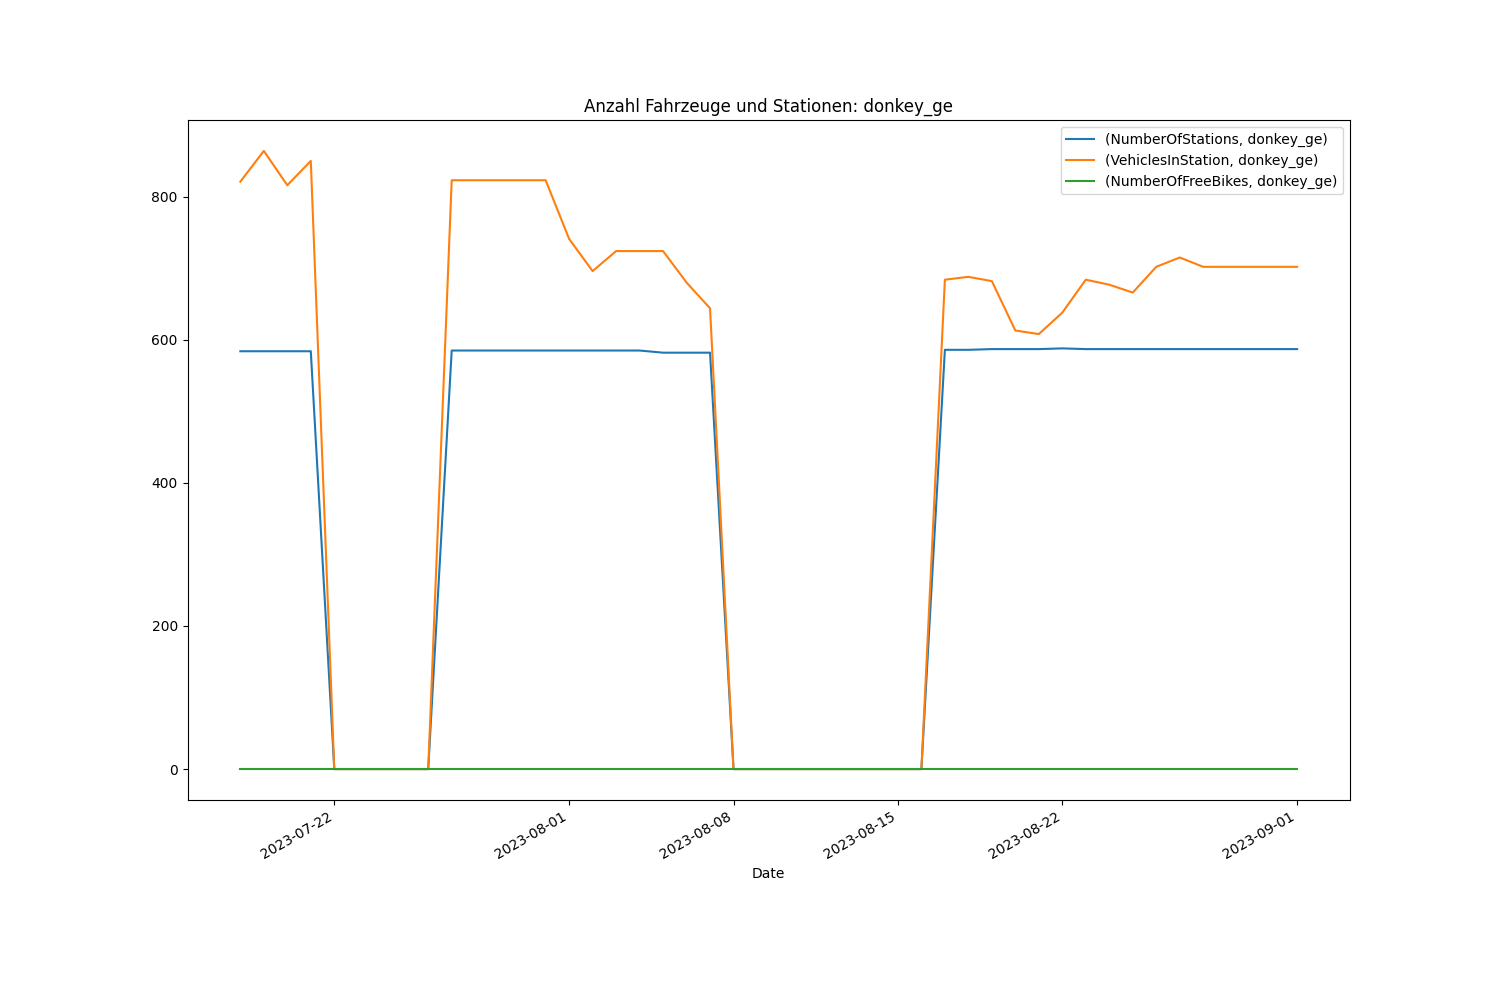 Anzahl Fahrzeuge und Stationen: donkey_ge
(NumberOfStations, donkey_ge)
(VehiclesInStation, donkey_ge)
(NumberOfFreeBikes, donkey_ge)
800
600
400
200
0
2023-07-22
2023-08-01
2023-08-08
2023-08-15
2023-08-22
2023-09-01
Date